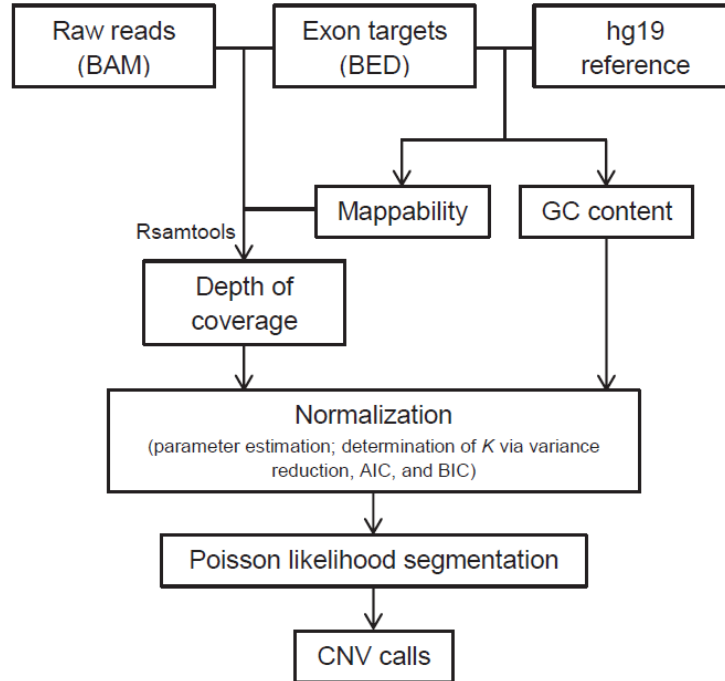 Raw reads
(BAM)
Exon targets
(BED)
hg19
reference
Mappability
GC content
Rsamtools
Depth of
coverage
Normalization
(parameter estimation; determination of K via variance
reduction, AIC, and BIC)
Poisson likelihood segmentation
CNV calls